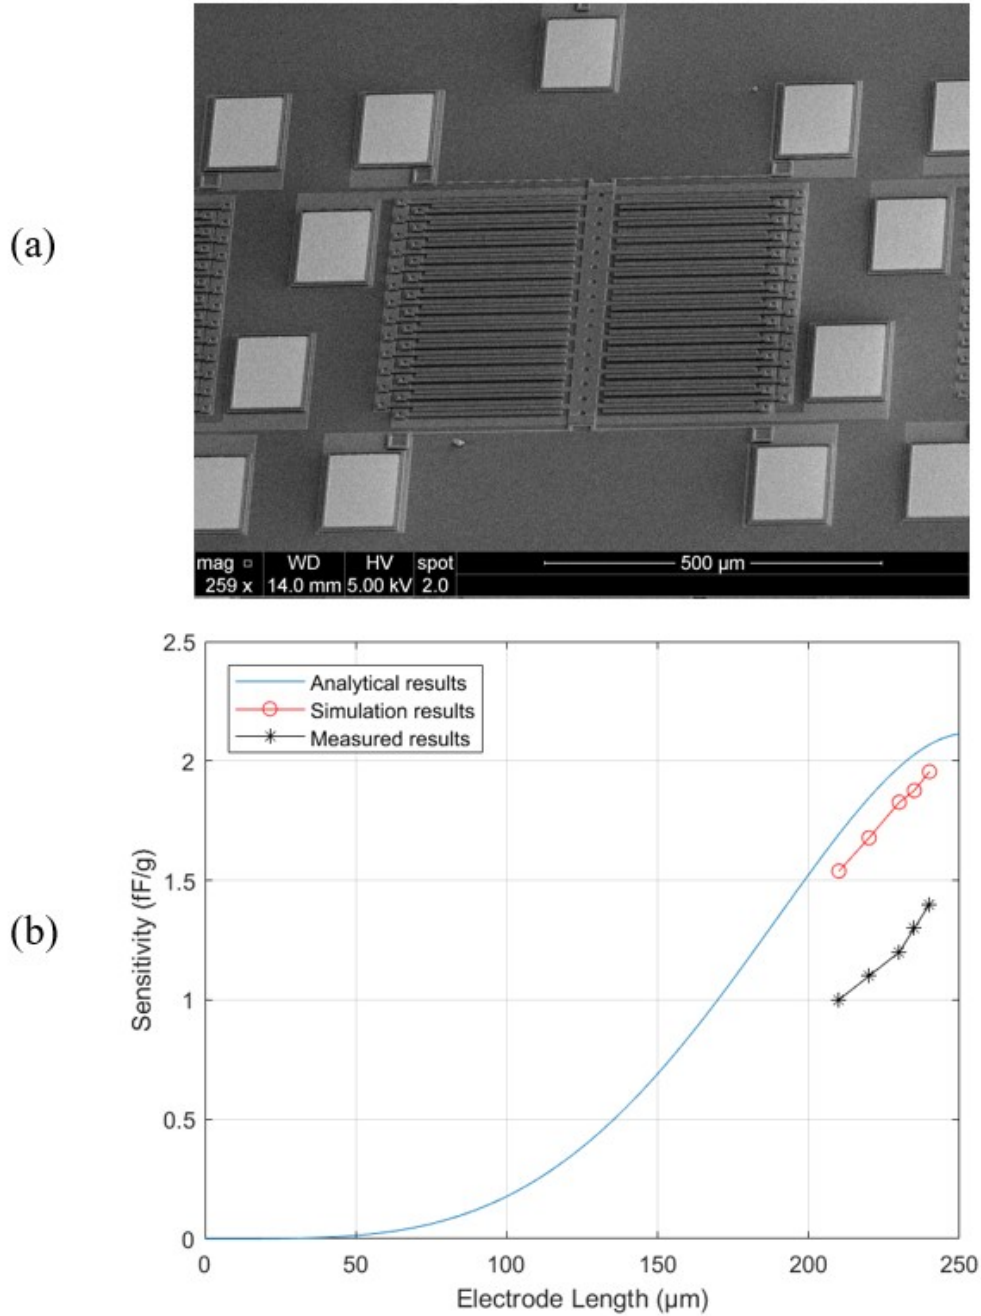 (a)
mag □ WD HV spot 500 µm
259 x 14.0 mm 5.00 kV 2.0
(b)
2.5
2
1.5
1
0.5
0
Sensitivity (fF/g)
Analytical results
Simulation results
Measured results
0 50 100 150 200 250
Electrode Length (µm)